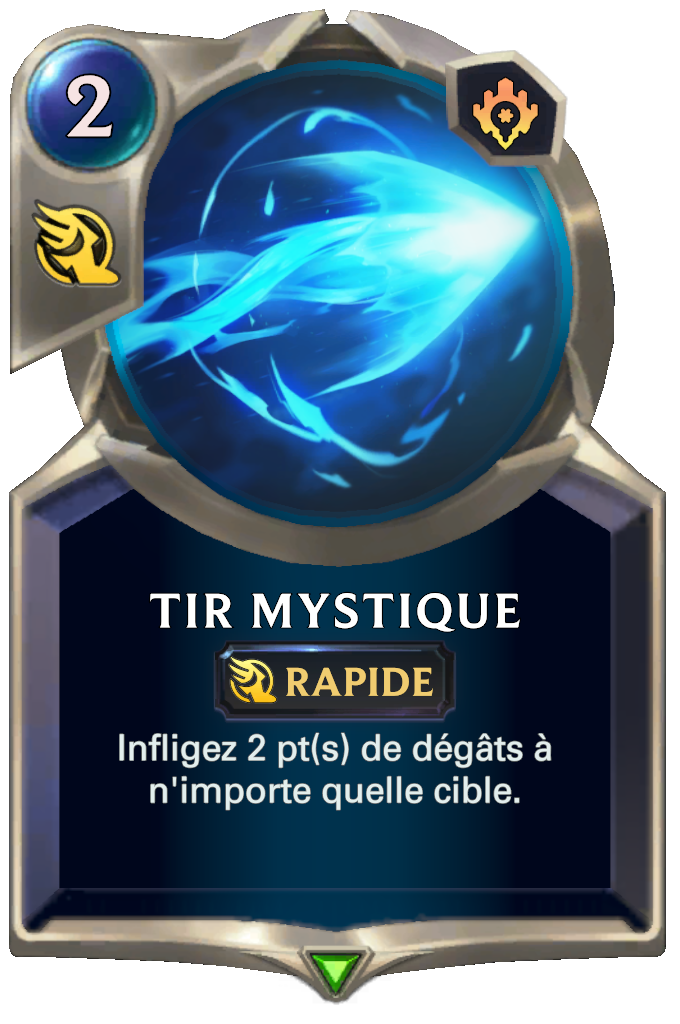 2
TIR MYSTIQUE
RAPIDE
Infligez 2 pt(s) de dégâts à
n'importe quelle cible.